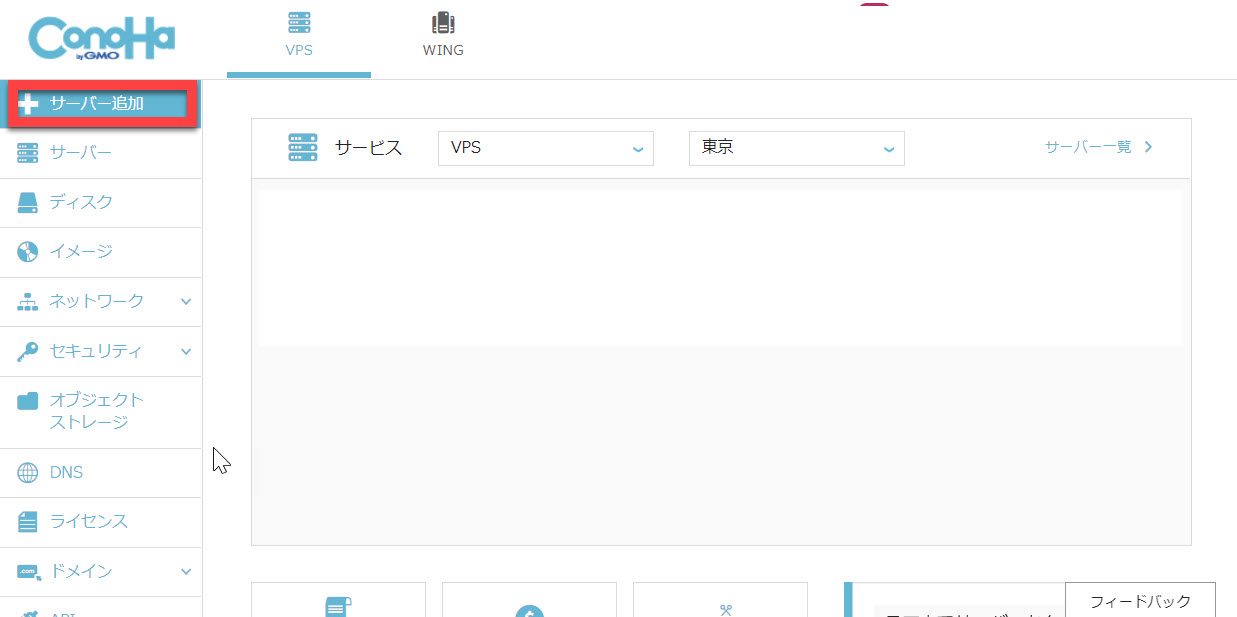 ConoHa
by GMO
VPS
WING
サーバー追加
サーバー
ディスク
イメージ
ネットワーク
セキュリティ
オブジェクト
ストレージ
DNS
ライセンス
.com
ドメイン
API
サービス
VPS
東京
サーバー一覧
フィードバック